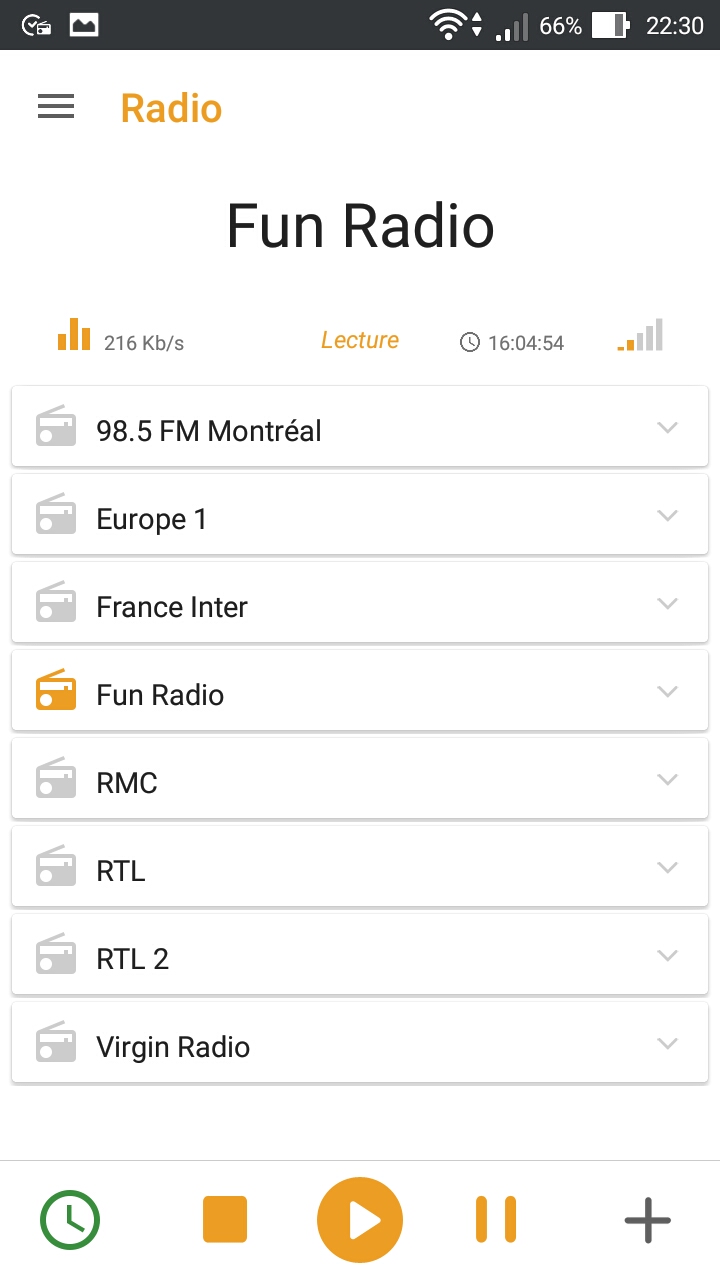 66% 22:30
Radio
Fun Radio
216 Kb/s Lecture 16:04:54
98.5 FM Montréal
Europe 1
France Inter
Fun Radio
RMC
RTL
RTL 2
Virgin Radio